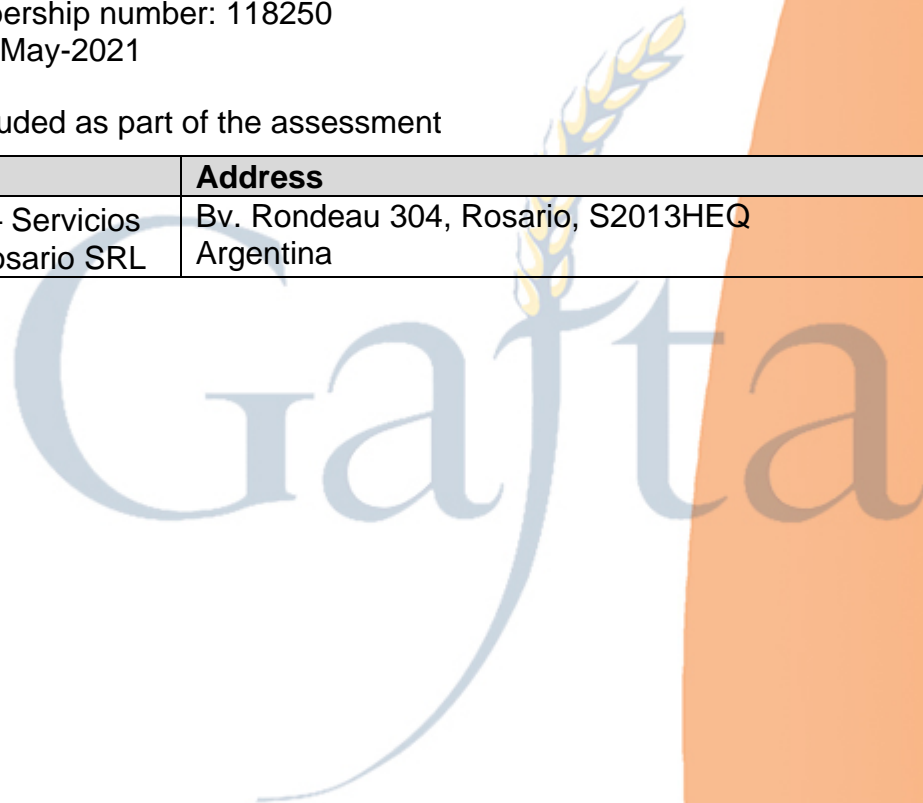 ership number: 118250
May-2021
uded as part of the assessment
Address
- Servicios
Bv. Rondeau 304, Rosario, S2013HEQ
osario SRL
Argentina
Gafta